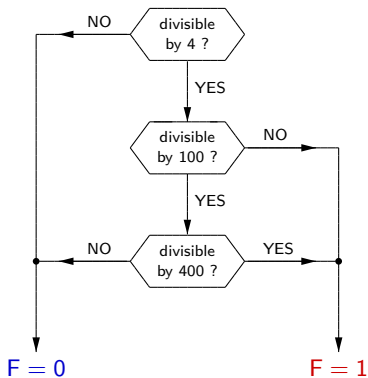 NO
divisible
by 4 ?
YES
divisible
by 100 ?
NO
YES
NO
divisible
by 400 ?
YES
F = 0
F = 1